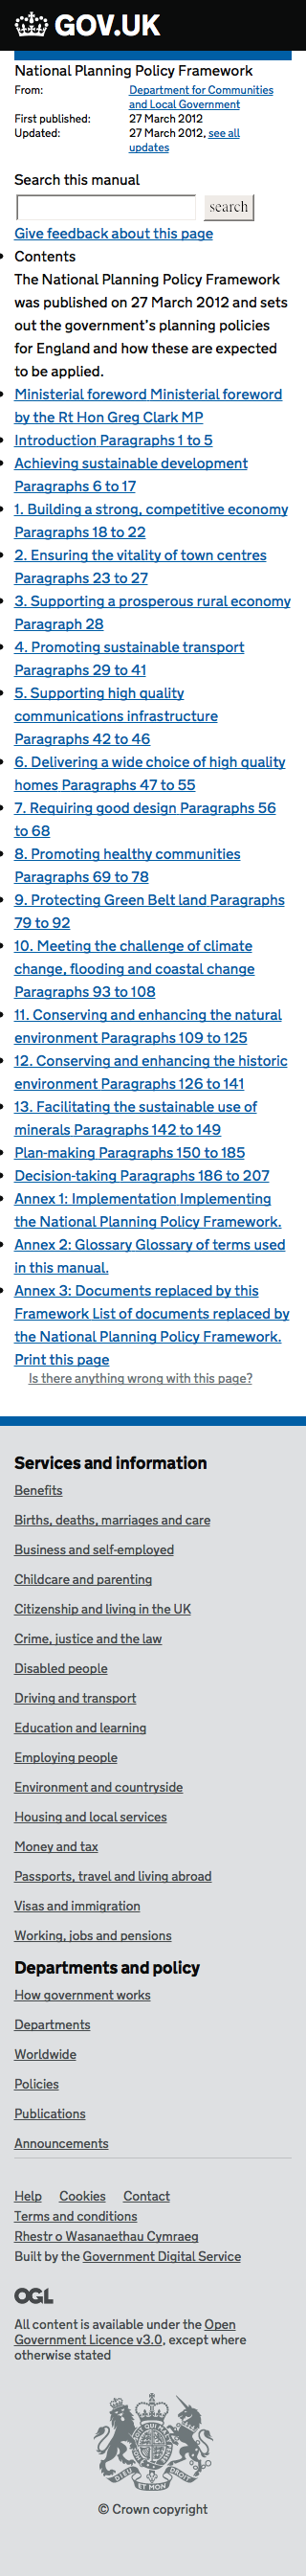 GOV.UK
National Planning Policy Framework
From:
Department for Communities
and Local Government
First published:
27 March 2012
Updated:
27 March 2012, see all
updates
Search this manual
search
Give feedback about this page
Contents
The National Planning Policy Framework
was published on 27 March 2012 and sets
out the government's planning policies
for England and how these are expected
to be applied.
Ministerial foreword Ministerial foreword
by the Rt Hon Greg Clark MP
Introduction Paragraphs 1 to 5
Achieving sustainable development
Paragraphs 6 to 17
1. Building a strong, competitive economy
Paragraphs 18 to 22
2. Ensuring the vitality of town centres
Paragraphs 23 to 27
3. Supporting a prosperous rural economy
Paragraph 28
4. Promoting sustainable transport
Paragraphs 29 to 41
5. Supporting high quality
communications infrastructure
Paragraphs 42 to 46
6. Delivering a wide choice of high quality
homes Paragraphs 47 to 55
7. Requiring good design Paragraphs 56
to 68
8. Promoting healthy communities
Paragraphs 69 to 78
9. Protecting Green Belt land Paragraphs
79 to 92
10. Meeting the challenge of climate
change, flooding and coastal change
Paragraphs 93 to 108
11. Conserving and enhancing the natural
environment Paragraphs 109 to 125
12. Conserving and enhancing the historic
environment Paragraphs 126 to 141
13. Facilitating the sustainable use of
minerals Paragraphs 142 to 149
Plan-making Paragraphs 150 to 185
Decision-taking Paragraphs 186 to 207
Annex 1: Implementation Implementing
the National Planning Policy Framework.
Annex 2: Glossary Glossary of terms used
in this manual.
Annex 3: Documents replaced by this
Framework List of documents replaced by
the National Planning Policy Framework.
Print this page
Is there anything wrong with this page?
Services and information
Benefits
Births, deaths, marriages and care
Business and self-employed
Childcare and parenting
Citizenship and living in the UK
Crime, justice and the law
Disabled people
Driving and transport
Education and learning
Employing people
Environment and countryside
Housing and local services
Money and tax
Passports, travel and living abroad
Visas and immigration
Working, jobs and pensions
Departments and policy
How government works
Departments
Worldwide
Policies
Publications
Announcements
Help Cookies Contact
Terms and conditions
Rhestr o Wasanaethau Cymraeg
Built by the Government Digital Service
OGL
All content is available under the Open
Government Licence v3.0, except where
otherwise stated
DIEU ET MON DROIT
© Crown copyright